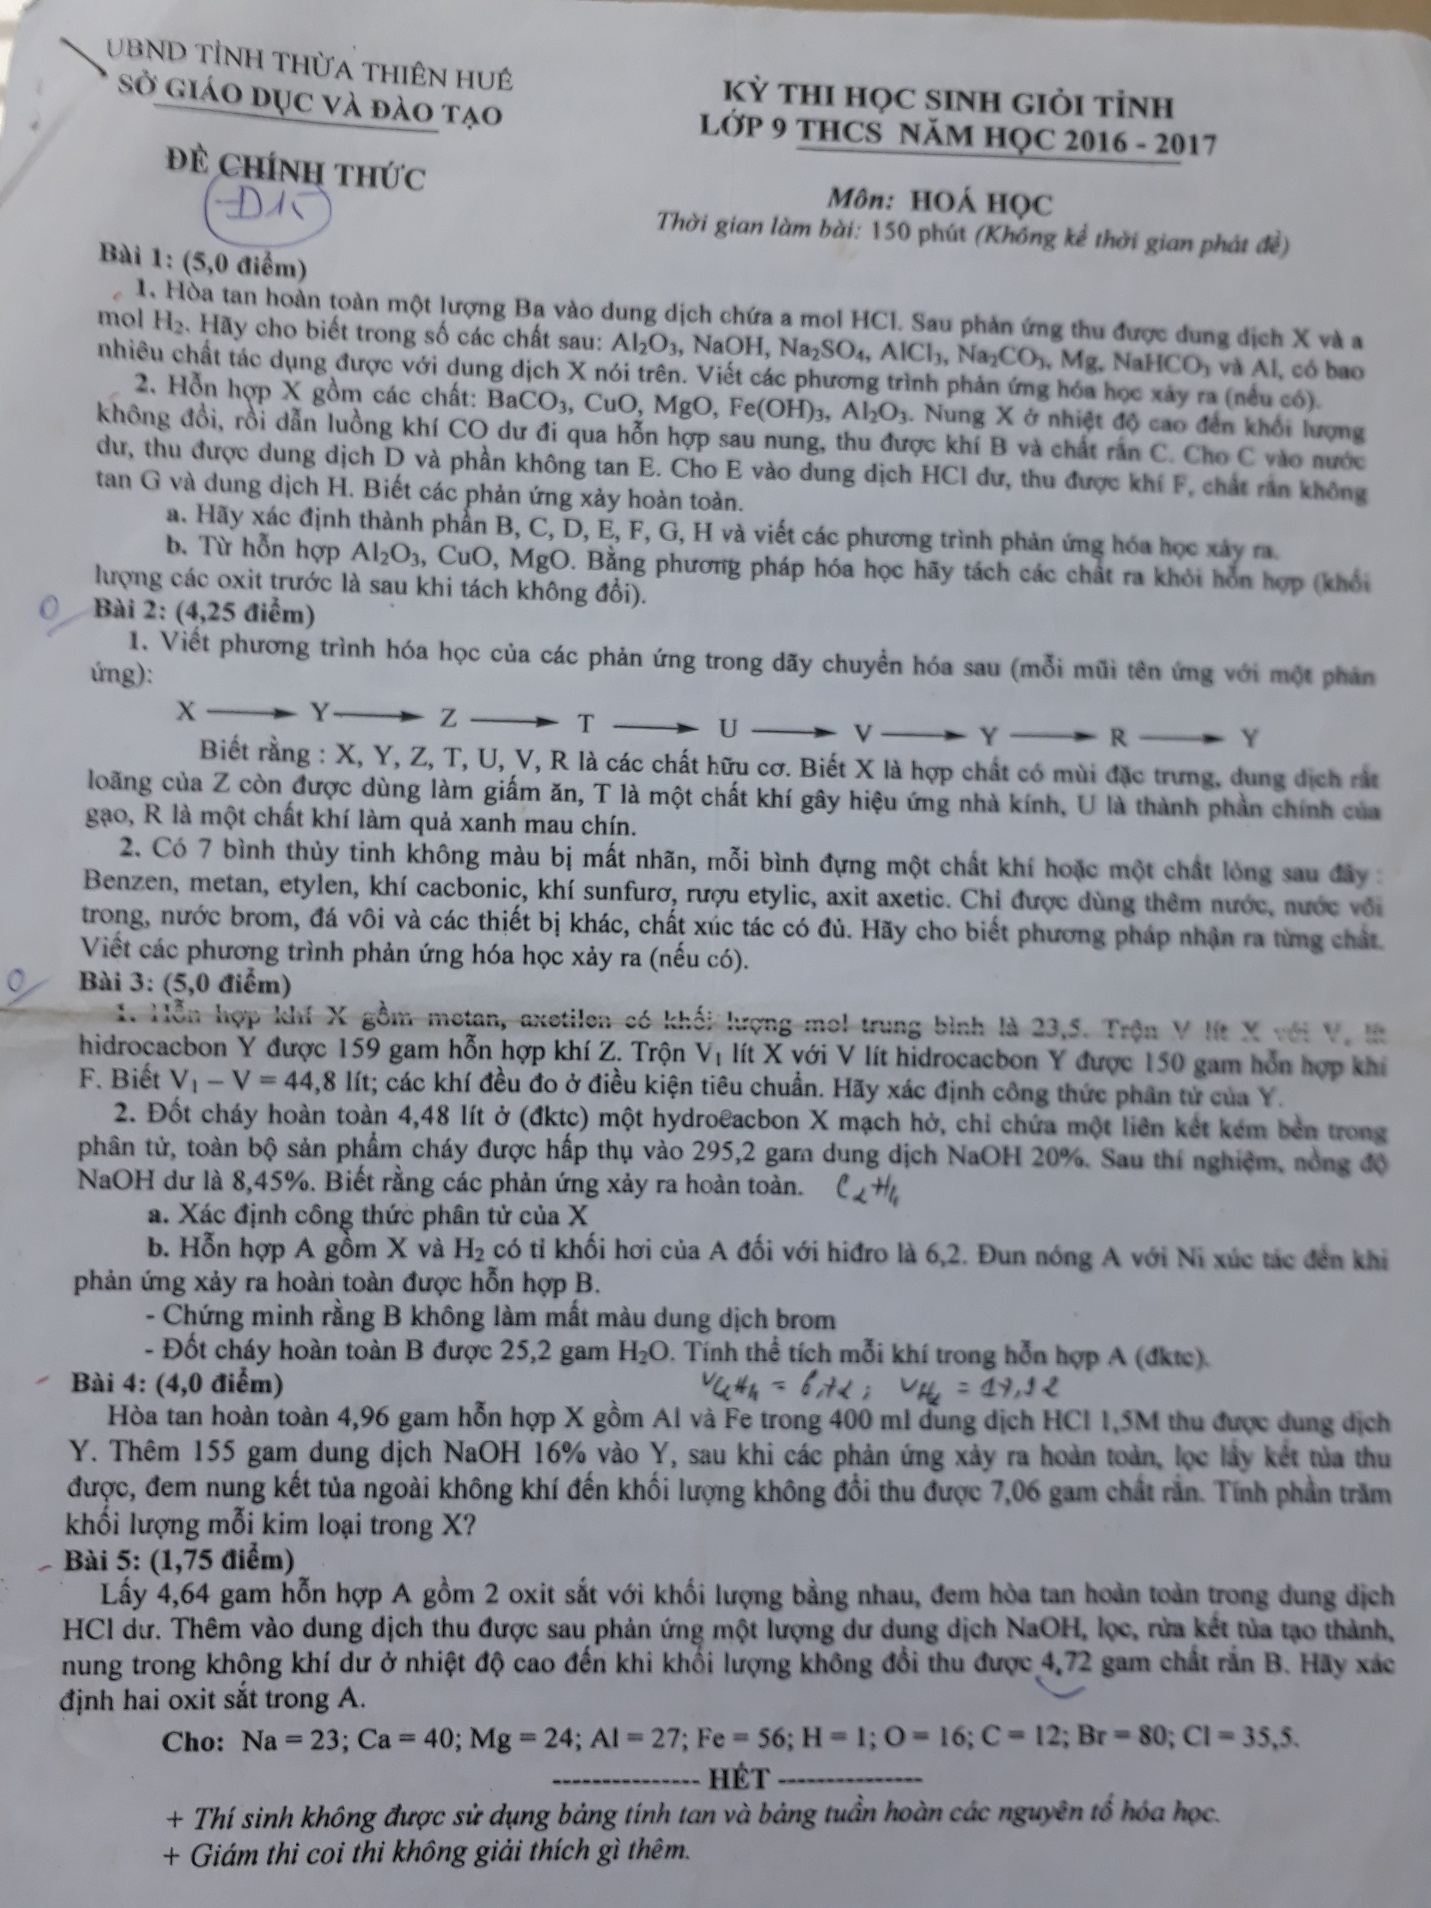 UBND TỈNH THỪA THIÊN HUẾ
SỞ GIÁO DỤC VÀ ĐÀO TẠO
KỲ THI HỌC SINH GIỎI TỈNH
LỚP 9 THCS NĂM HỌC 2016 - 2017
ĐỀ CHÍNH THỨC
D15
Môn: HOÁ HỌC
Thời gian làm bài: 150 phút (Không kể thời gian phát đề)
Bài 1: (5,0 điểm)
1. Hòa tan hoàn toàn một lượng Ba vào dung dịch chứa a mol HCl. Sau phản ứng thu được dung dịch X và a
mol H₂. Hãy cho biết trong số các chất sau: Al₂O₃, NaOH, Na₂SO₄, AlCl₃, Na₂CO₃, Mg, NaHCO₃ và Al, có bao
nhiêu chất tác dụng được với dung dịch X nói trên. Viết các phương trình phản ứng hóa học xảy ra (nếu có).
2. Hỗn hợp X gồm các chất: BaCO₃, CuO, MgO, Fe(OH)₃, Al₂O₃. Nung X ở nhiệt độ cao đến khối lượng
không đổi, rồi dẫn luồng khí CO dư đi qua hỗn hợp sau nung, thu được khí B và chất rắn C. Cho C vào nước
dư, thu được dung dịch D và phần không tan E. Cho E vào dung dịch HCl dư, thu được khí F, chất rắn không
tan G và dung dịch H. Biết các phản ứng xảy hoàn toàn.
a. Hãy xác định thành phần B, C, D, E, F, G, H và viết các phương trình phản ứng hóa học xảy ra.
b. Từ hỗn hợp Al₂O₃, CuO, MgO. Bằng phương pháp hóa học hãy tách các chất ra khỏi hỗn hợp (khối
lượng các oxit trước là sau khi tách không đổi).
Bài 2: (4,25 điểm)
1. Viết phương trình hóa học của các phản ứng trong dãy chuyển hóa sau (mỗi mũi tên ứng với một phản
ứng):
X → Y → Z → T → U → V → Y → R → Y
Biết rằng : X, Y, Z, T, U, V, R là các chất hữu cơ. Biết X là hợp chất có mùi đặc trưng, dung dịch rất
loãng của Z còn được dùng làm giấm ăn, T là một chất khí gây hiệu ứng nhà kính, U là thành phần chính của
gạo, R là một chất khí làm quả xanh mau chín.
2. Có 7 bình thủy tinh không màu bị mất nhãn, mỗi bình đựng một chất khí hoặc một chất lỏng sau đây :
Benzen, metan, etylen, khí cacbonic, khí sunfurơ, rượu etylic, axit axetic. Chỉ được dùng thêm nước, nước vôi
trong, nước brom, đá vôi và các thiết bị khác, chất xúc tác có đủ. Hãy cho biết phương pháp nhận ra từng chất.
Viết các phương trình phản ứng hóa học xảy ra (nếu có).
Bài 3: (5,0 điểm)
1. Hỗn hợp khí X gồm metan, axetilen có khối lượng mol trung bình là 23,5. Trộn V lít X với V₁ lít
hidrocacbon Y được 159 gam hỗn hợp khí Z. Trộn V₁ lít X với V lít hidrocacbon Y được 150 gam hỗn hợp khí
F. Biết V₁ – V = 44,8 lít; các khí đều đo ở điều kiện tiêu chuẩn. Hãy xác định công thức phân tử của Y.
2. Đốt cháy hoàn toàn 4,48 lít ở (đktc) một hydrocacbon X mạch hở, chỉ chứa một liên kết kém bền trong
phân tử, toàn bộ sản phẩm cháy được hấp thụ vào 295,2 gam dung dịch NaOH 20%. Sau thí nghiệm, nồng độ
NaOH dư là 8,45%. Biết rằng các phản ứng xảy ra hoàn toàn. C₂H₄
a. Xác định công thức phân tử của X
b. Hỗn hợp A gồm X và H₂ có tỉ khối hơi của A đối với hiđro là 6,2. Đun nóng A với Ni xúc tác đến khi
phản ứng xảy ra hoàn toàn được hỗn hợp B.
- Chứng minh rằng B không làm mất màu dung dịch brom
- Đốt cháy hoàn toàn B được 25,2 gam H₂O. Tính thể tích mỗi khí trong hỗn hợp A (đktc).
Bài 4: (4,0 điểm)
Hòa tan hoàn toàn 4,96 gam hỗn hợp X gồm Al và Fe trong 400 ml dung dịch HCl 1,5M thu được dung dịch
Y. Thêm 155 gam dung dịch NaOH 16% vào Y, sau khi các phản ứng xảy ra hoàn toàn, lọc lấy kết tủa thu
được, đem nung kết tủa ngoài không khí đến khối lượng không đổi thu được 7,06 gam chất rắn. Tính phần trăm
khối lượng mỗi kim loại trong X?
Bài 5: (1,75 điểm)
Lấy 4,64 gam hỗn hợp A gồm 2 oxit sắt với khối lượng bằng nhau, đem hòa tan hoàn toàn trong dung dịch
HCl dư. Thêm vào dung dịch thu được sau phản ứng một lượng dư dung dịch NaOH, lọc, rửa kết tủa tạo thành,
nung trong không khí dư ở nhiệt độ cao đến khi khối lượng không đổi thu được 4,72 gam chất rắn B. Hãy xác
định hai oxit sắt trong A.
Cho: Na = 23; Ca = 40; Mg = 24; Al = 27; Fe = 56; H = 1; O = 16; C = 12; Br = 80; Cl = 35,5.
--------------- HẾT ---------------
+ Thí sinh không được sử dụng bảng tính tan và bảng tuần hoàn các nguyên tố hóa học.
+ Giám thi coi thi không giải thích gì thêm.